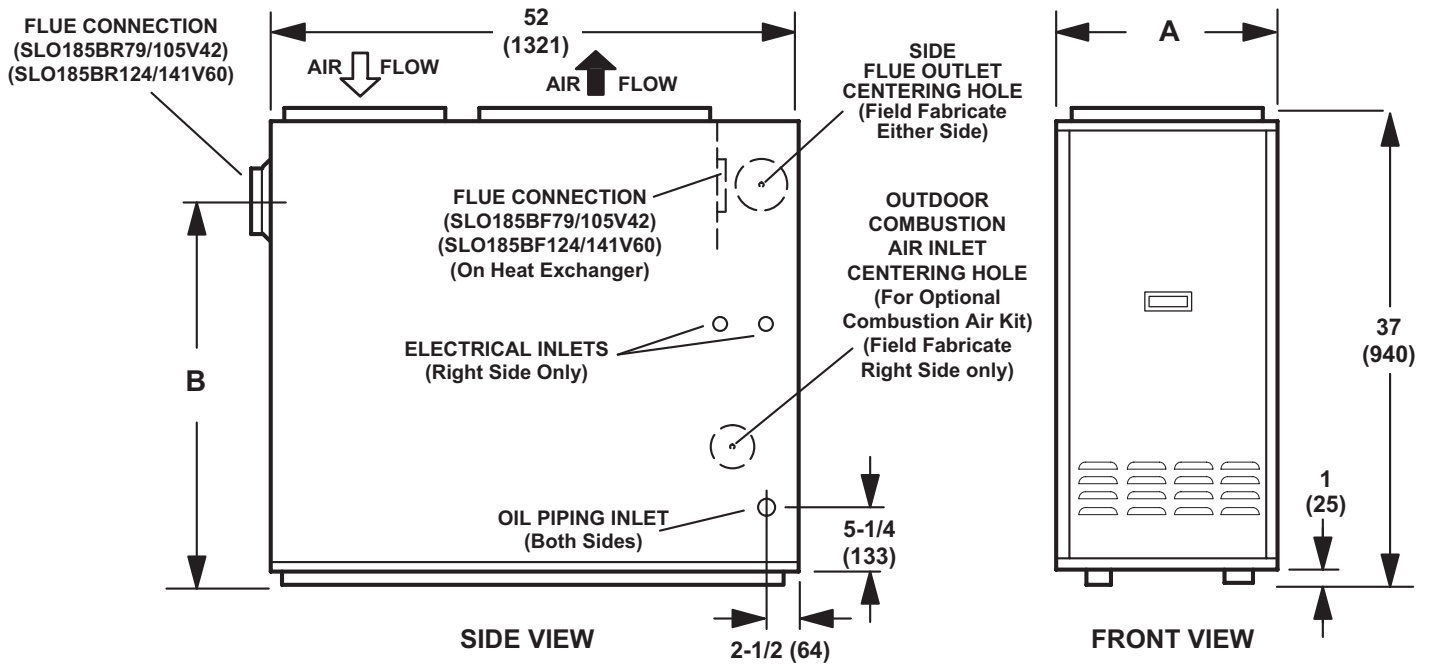 FLUE CONNECTION
(SLO185BR79/105V42)
(SLO185BR124/141V60)
52
(1321)
AIR FLOW
AIR FLOW
SIDE
FLUE OUTLET
CENTERING HOLE
(Field Fabricate
Either Side)
A
FLUE CONNECTION
(SLO185BF79/105V42)
(SLO185BF124/141V60)
(On Heat Exchanger)
OUTDOOR
COMBUSTION
AIR INLET
CENTERING HOLE
(For Optional
Combustion Air Kit)
(Field Fabricate
Right Side only)
ELECTRICAL INLETS
(Right Side Only)
B
37
(940)
OIL PIPING INLET
(Both Sides)
5-1/4
(133)
1
(25)
SIDE VIEW
2-1/2 (64)
FRONT VIEW